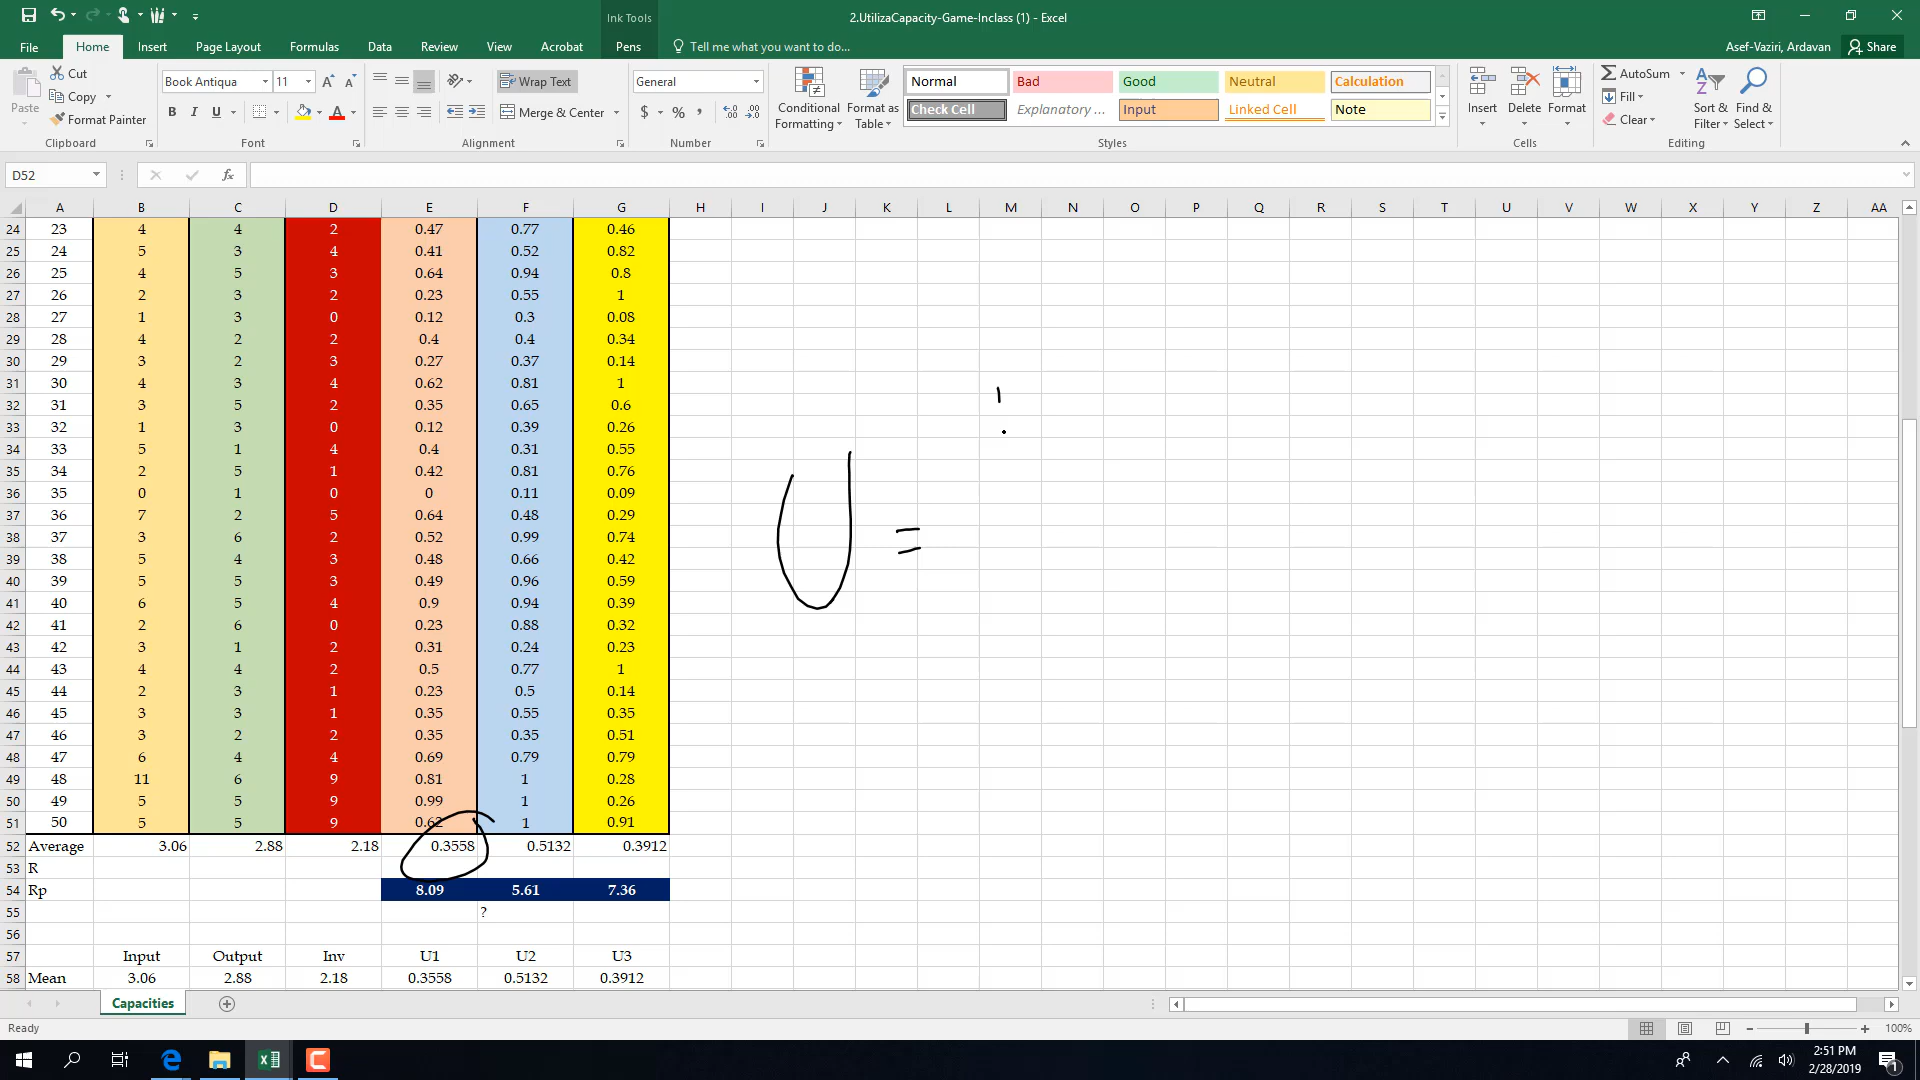 Ink Tools
2.UtilizaCapacity-Game-Inclass (1) - Excel
File Home Insert Page Layout Formulas Data Review View Acrobat Pens Tell me what you want to do... Asef-Vaziri, Ardavan Share
Paste Cut Copy Format Painter Clipboard
Book Antiqua 11 A A B I U A Font
Wrap Text Merge & Center Alignment
General $ % , Number
Conditional Formatting Format as Table Normal Bad Good Neutral Calculation
Check Cell Explanatory ... Input Linked Cell Note Styles
Insert Delete Format Cells
AutoSum Fill Clear Sort & Filter Find & Select Editing
D52 fx
A B C D E F G H I J K L M N O P Q R S T U V W X Y Z AA
24 23 4 4 2 0.47 0.77 0.46
25 24 5 3 4 0.41 0.52 0.82
26 25 4 5 3 0.64 0.94 0.8
27 26 2 3 2 0.23 0.55 1
28 27 1 3 0 0.12 0.3 0.08
29 28 4 2 2 0.4 0.4 0.34
30 29 3 2 3 0.27 0.37 0.14
31 30 4 3 4 0.62 0.81 1
32 31 3 5 2 0.35 0.65 0.6
33 32 1 3 0 0.12 0.39 0.26
34 33 5 1 4 0.4 0.31 0.55
35 34 2 5 1 0.42 0.81 0.76
36 35 0 1 0 0 0.11 0.09
37 36 7 2 5 0.64 0.48 0.29
38 37 3 6 2 0.52 0.99 0.74
39 38 5 4 3 0.48 0.66 0.42
40 39 5 5 3 0.49 0.96 0.59
41 40 6 5 4 0.9 0.94 0.39
42 41 2 6 0 0.23 0.88 0.32
43 42 3 1 2 0.31 0.24 0.23
44 43 4 4 2 0.5 0.77 1
45 44 2 3 1 0.23 0.5 0.14
46 45 3 3 1 0.35 0.55 0.35
47 46 3 2 2 0.35 0.35 0.51
48 47 6 4 4 0.69 0.79 0.79
49 48 11 6 9 0.81 1 0.28
50 49 5 5 9 0.99 1 0.26
51 50 5 5 9 0.62 1 0.91
52 Average 3.06 2.88 2.18 0.3558 0.5132 0.3912
53 R
54 Rp 8.09 5.61 7.36
55 ?
56
57 Input Output Inv U1 U2 U3
58 Mean 3.06 2.88 2.18 0.3558 0.5132 0.3912
U =
Capacities
Ready 100%
2:51 PM
2/28/2019
1